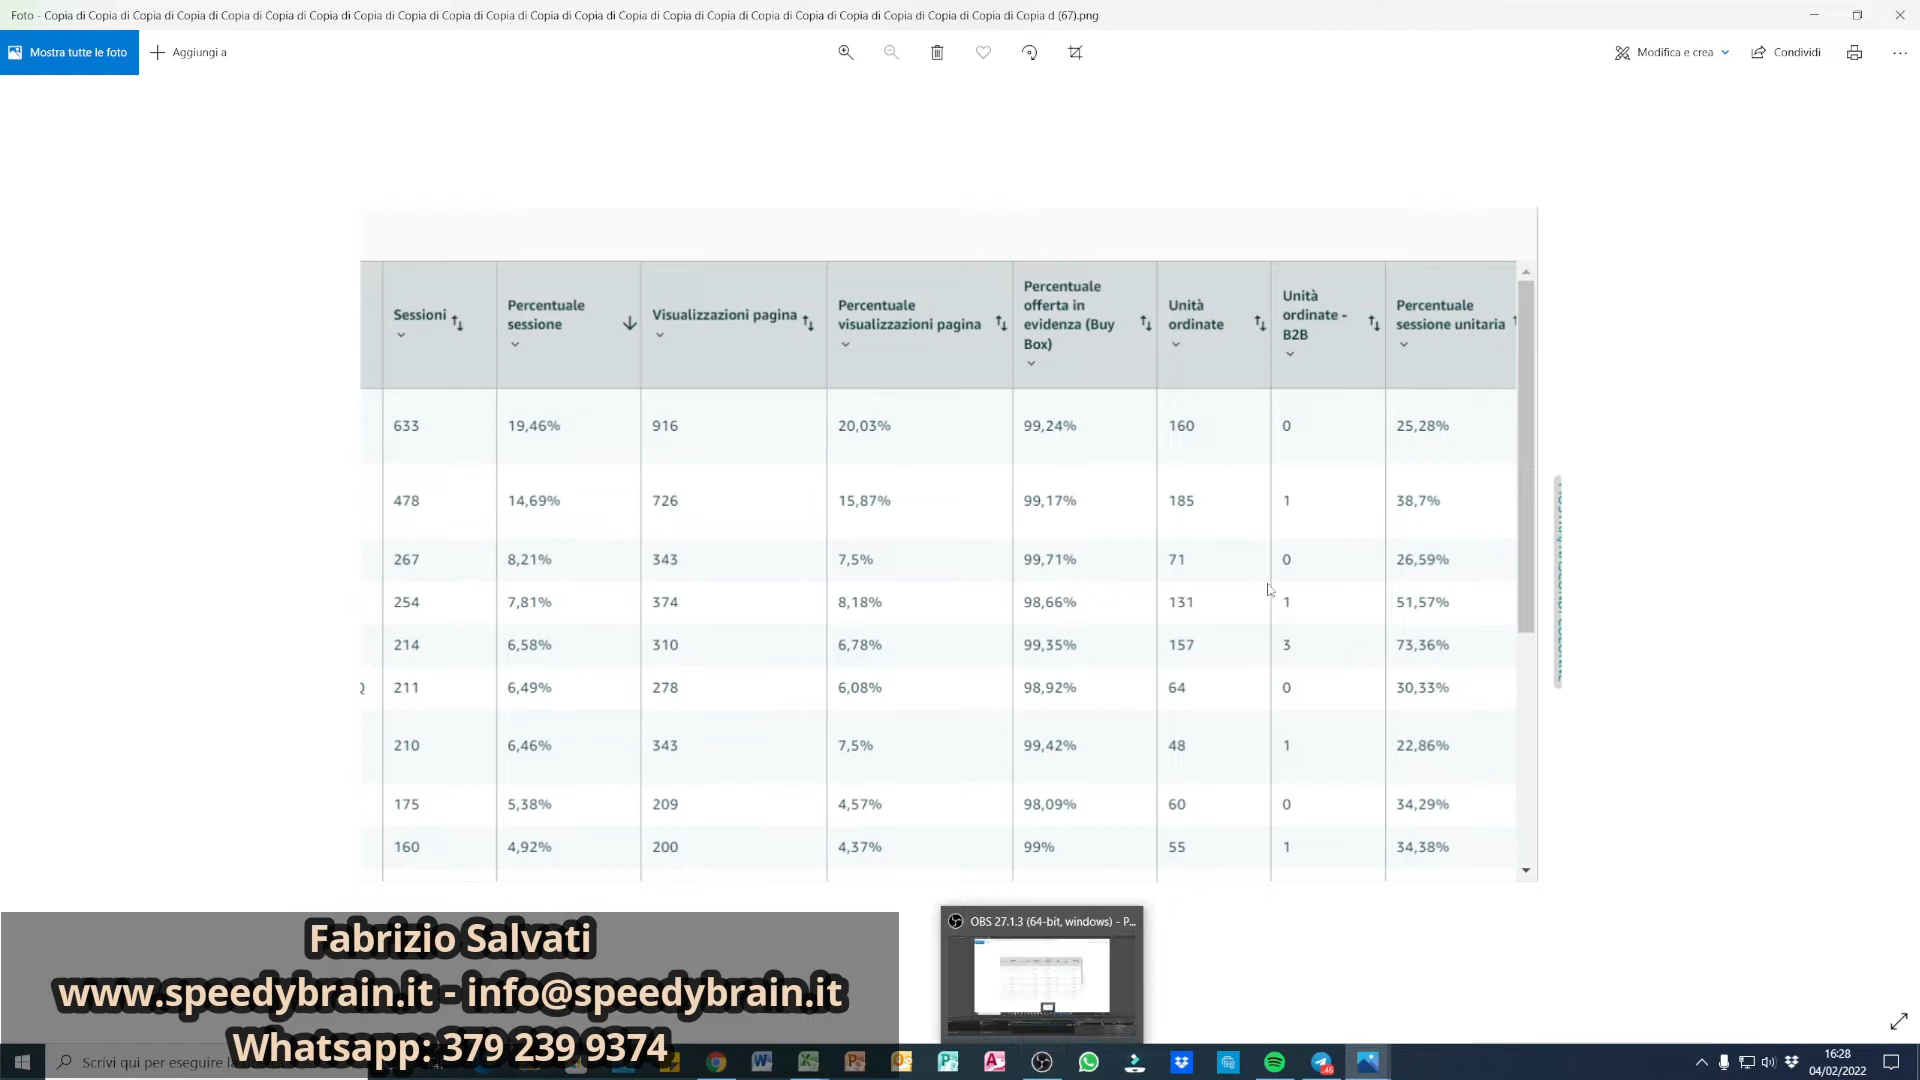 Foto - Copia di Copia di Copia di Copia di Copia di Copia di Copia di Copia di Copia di Copia di Copia di Copia di Copia di Copia di Copia di Copia di Copia di Copia di Copia di Copia di Copia di Copia di Copia d (67).png
Mostra tutte le foto
Aggiungi a
Modifica e crea
Condividi
Sessioni
Percentuale sessione
Visualizzazioni pagina
Percentuale visualizzazioni pagina
Percentuale offerta in evidenza (Buy Box)
Unità ordinate
Unità ordinate - B2B
Percentuale sessione unitaria
633 19,46% 916 20,03% 99,24% 160 0 25,28%
478 14,69% 726 15,87% 99,17% 185 1 38,7%
267 8,21% 343 7,5% 99,71% 71 0 26,59%
254 7,81% 374 8,18% 98,66% 131 1 51,57%
214 6,58% 310 6,78% 99,35% 157 3 73,36%
211 6,49% 278 6,08% 98,92% 64 0 30,33%
210 6,46% 343 7,5% 99,42% 48 1 22,86%
175 5,38% 209 4,57% 98,09% 60 0 34,29%
160 4,92% 200 4,37% 99% 55 1 34,38%
OBS 27.1.3 (64-bit, windows) - P...
Fabrizio Salvati
www.speedybrain.it - info@speedybrain.it
Whatsapp: 379 239 9374
Scrivi qui per eseguire la
16:28
04/02/2022